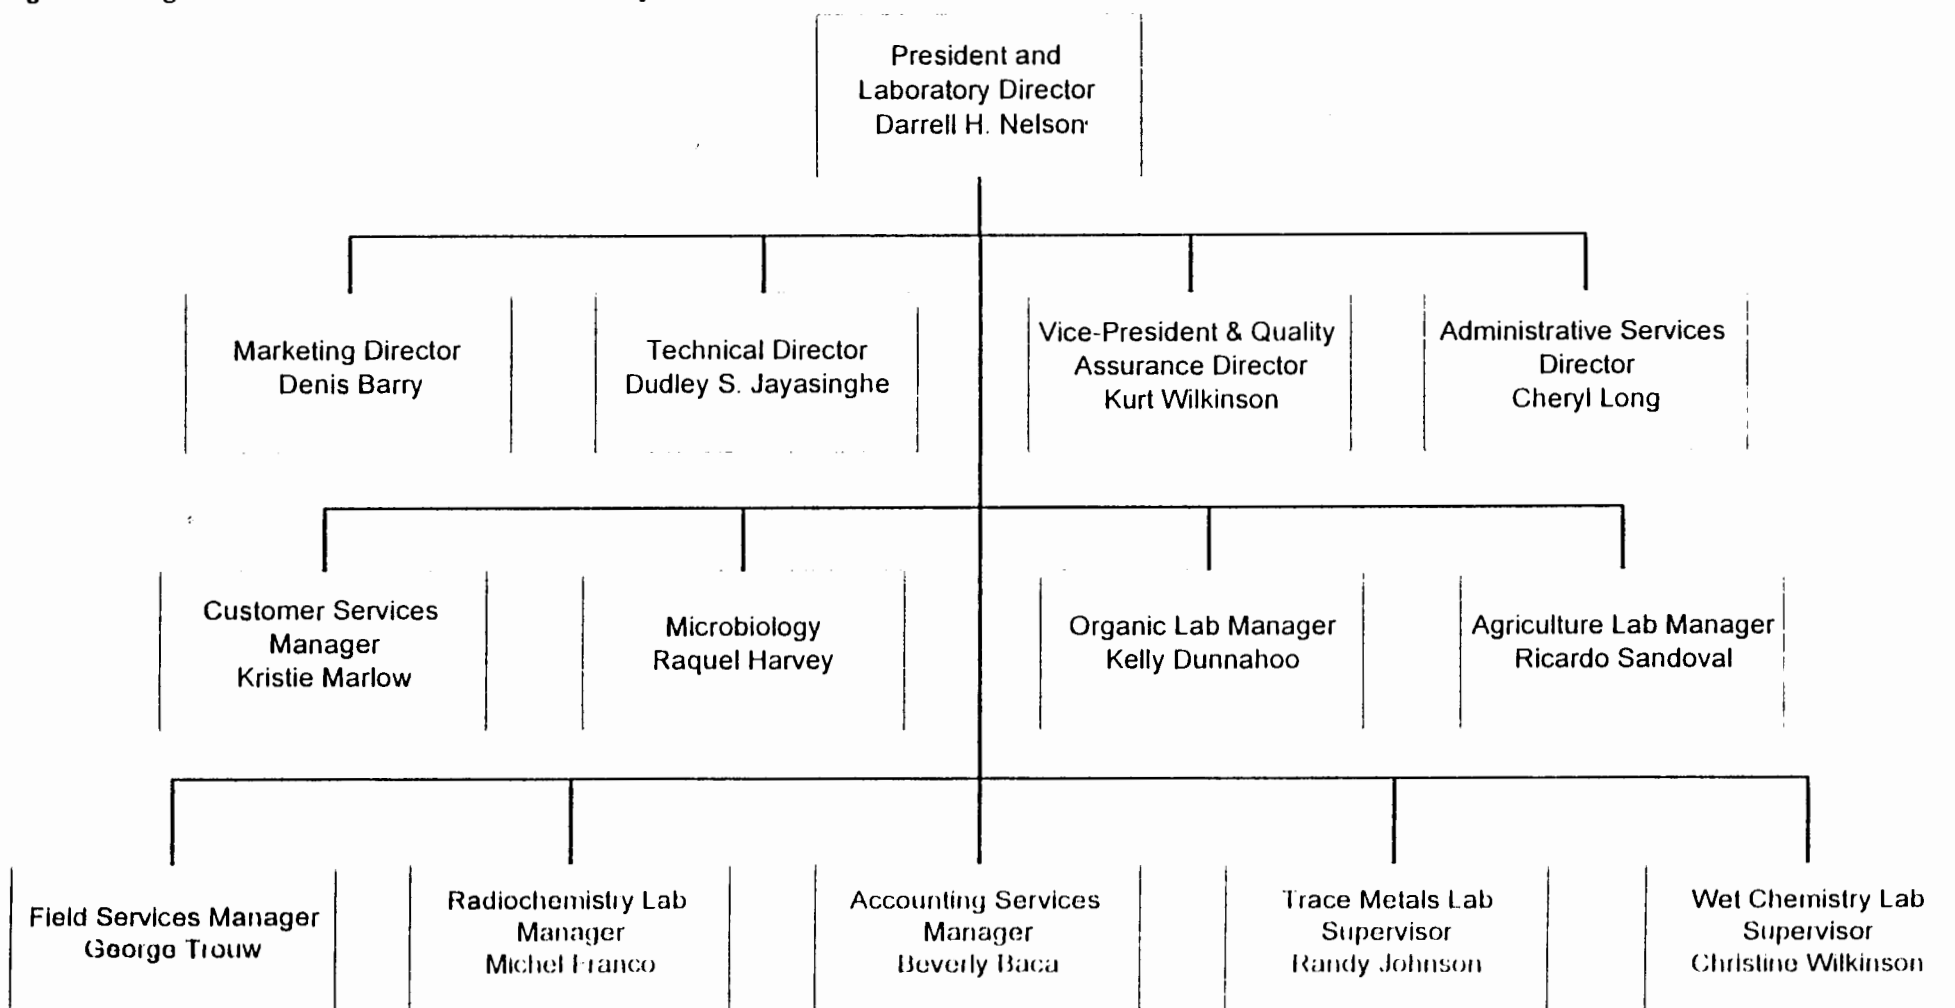 President and
Laboratory Director
Darrell H. Nelson
Marketing Director
Denis Barry
Technical Director
Dudley S. Jayasinghe
Vice-President & Quality
Assurance Director
Kurt Wilkinson
Administrative Services
Director
Cheryl Long
Customer Services
Manager
Kristie Marlow
Microbiology
Raquel Harvey
Organic Lab Manager
Kelly Dunnahoo
Agriculture Lab Manager
Ricardo Sandoval
Field Services Manager
George Trouw
Radiochemistry Lab
Manager
Michel Franco
Accounting Services
Manager
Beverly Baca
Trace Metals Lab
Supervisor
Randy Johnson
Wet Chemistry Lab
Supervisor
Christine Wilkinson